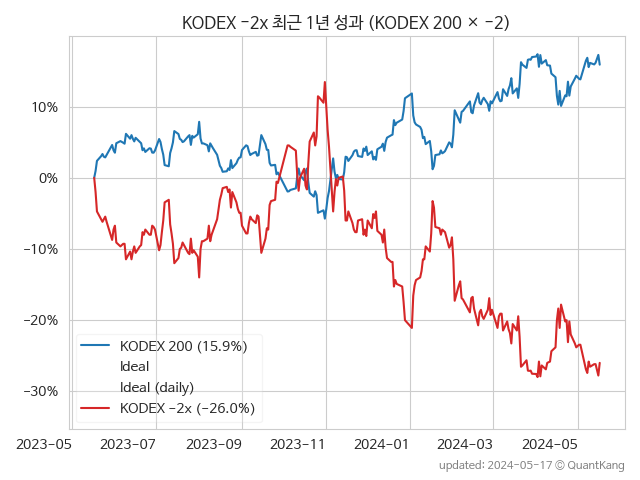 KODEX −2x 최근 1년 성과 (KODEX 200 × −2)
10%
0%
−10%
−20%
−30%
KODEX 200 (15.9%)
Ideal
Ideal (daily)
KODEX −2x (−26.0%)
2023−05 2023−07 2023−09 2023−11 2024−01 2024−03 2024−05
updated: 2024−05−17 © QuantKang